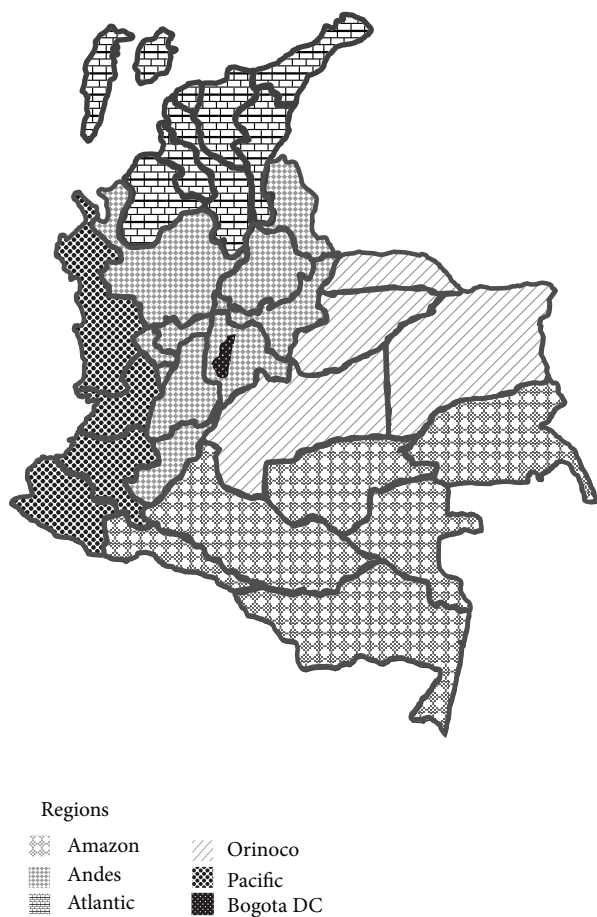 Regions
Amazon
Andes
Atlantic
Orinoco
Pacific
Bogota DC